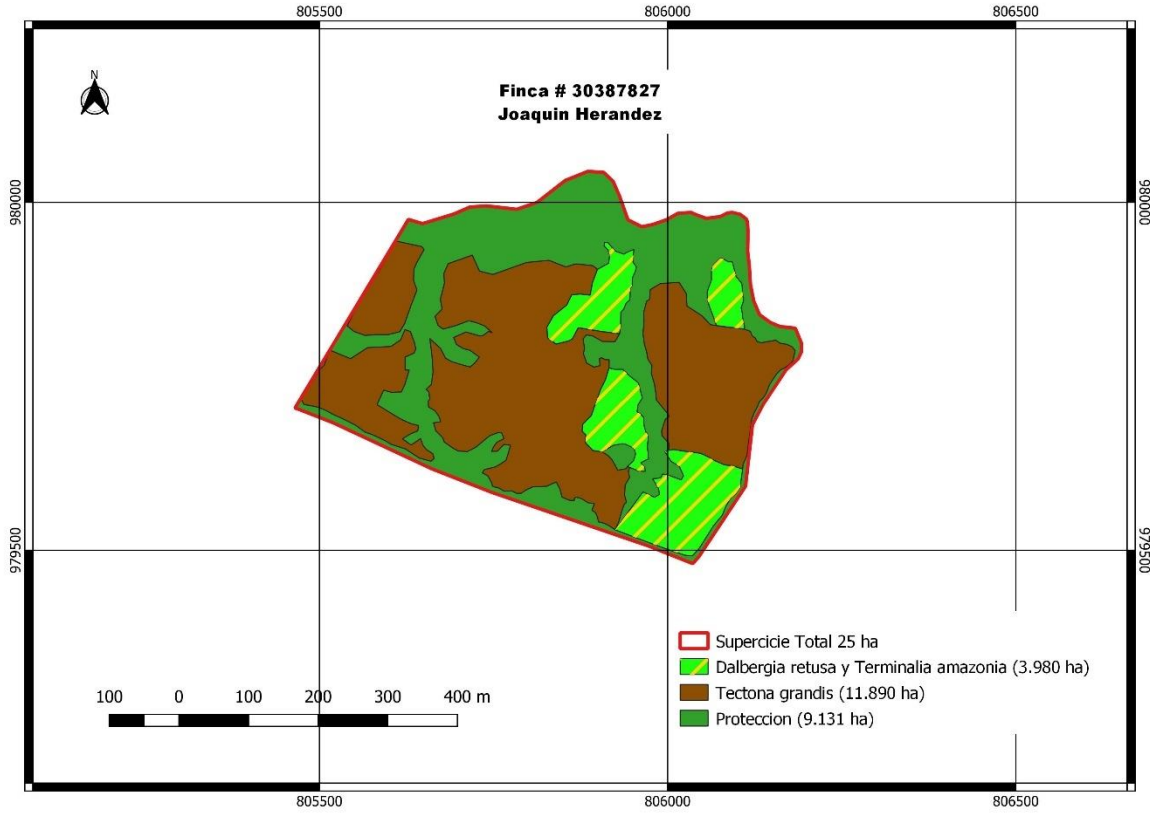 805500
806000
806500
N
Finca # 30387827
Joaquin Herandez
980000
980000
979500
979500
Supercicie Total 25 ha
Dalbergia retusa y Terminalia amazonia (3.980 ha)
Tectona grandis (11.890 ha)
Proteccion (9.131 ha)
100 0 100 200 300 400 m
805500
806000
806500